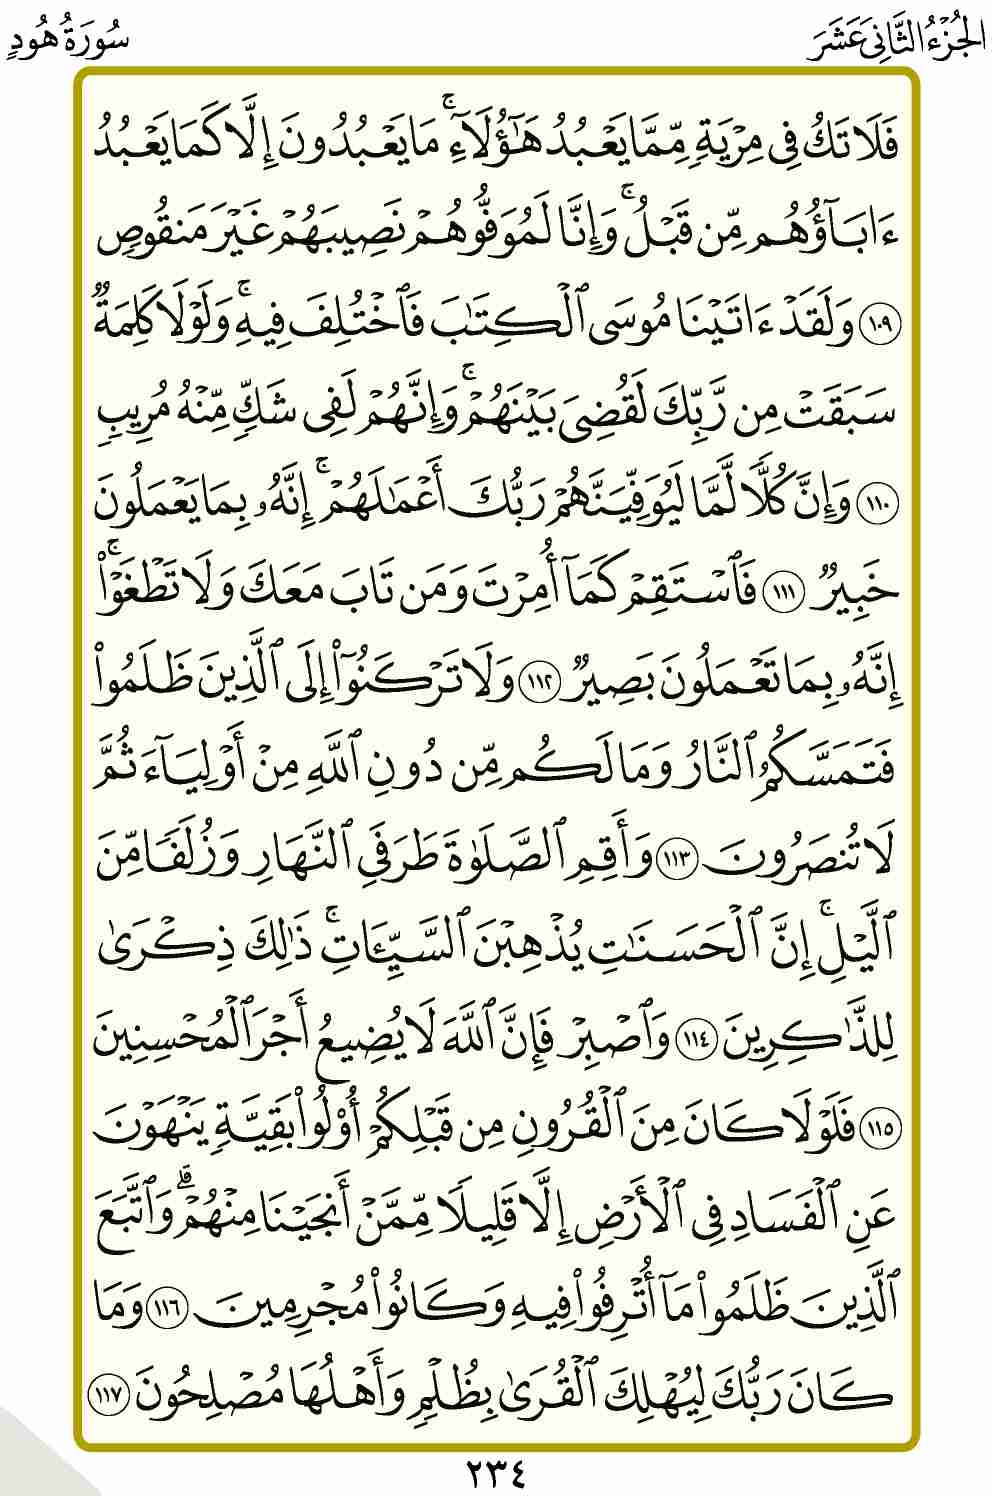 الجُزْءُ الثَّانِيَ عَشَرَ
سُورَةُ هُودٍ
فَلَا تَكُ فِى مِرْيَةٍ مِّمَّا يَعْبُدُ هَٰٓؤُلَآءِ ۚ مَا يَعْبُدُونَ إِلَّا كَمَا يَعْبُدُ
ءَابَآؤُهُم مِّن قَبْلُ ۚ وَإِنَّا لَمُوَفُّوهُمْ نَصِيبَهُمْ غَيْرَ مَنقُوصٍ
١٠٩ وَلَقَدْ ءَاتَيْنَا مُوسَى ٱلْكِتَٰبَ فَٱخْتُلِفَ فِيهِ ۚ وَلَوْلَا كَلِمَةٌ
سَبَقَتْ مِن رَّبِّكَ لَقُضِىَ بَيْنَهُمْ ۚ وَإِنَّهُمْ لَفِى شَكٍّ مِّنْهُ مُرِيبٍ
١١٠ وَإِنَّ كُلًّا لَّمَّا لَيُوَفِّيَنَّهُمْ رَبُّكَ أَعْمَٰلَهُمْ ۚ إِنَّهُۥ بِمَا يَعْمَلُونَ
خَبِيرٌ ١١١ فَٱسْتَقِمْ كَمَآ أُمِرْتَ وَمَن تَابَ مَعَكَ وَلَا تَطْغَوْا۟ ۚ
إِنَّهُۥ بِمَا تَعْمَلُونَ بَصِيرٌ ١١٢ وَلَا تَرْكَنُوٓا۟ إِلَى ٱلَّذِينَ ظَلَمُوا۟
فَتَمَسَّكُمُ ٱلنَّارُ وَمَا لَكُم مِّن دُونِ ٱللَّهِ مِنْ أَوْلِيَآءَ ثُمَّ
لَا تُنصَرُونَ ١١٣ وَأَقِمِ ٱلصَّلَوٰةَ طَرَفَىِ ٱلنَّهَارِ وَزُلَفًا مِّنَ
ٱلَّيْلِ ۚ إِنَّ ٱلْحَسَنَٰتِ يُذْهِبْنَ ٱلسَّيِّـَٔاتِ ۚ ذَٰلِكَ ذِكْرَىٰ
لِلذَّٰكِرِينَ ١١٤ وَٱصْبِرْ فَإِنَّ ٱللَّهَ لَا يُضِيعُ أَجْرَ ٱلْمُحْسِنِينَ
١١٥ فَلَوْلَا كَانَ مِنَ ٱلْقُرُونِ مِن قَبْلِكُمْ أُو۟لُوا۟ بَقِيَّةٍ يَنْهَوْنَ
عَنِ ٱلْفَسَادِ فِى ٱلْأَرْضِ إِلَّا قَلِيلًا مِّمَّنْ أَنجَيْنَا مِنْهُمْ ۗ وَٱتَّبَعَ
ٱلَّذِينَ ظَلَمُوا۟ مَآ أُتْرِفُوا۟ فِيهِ وَكَانُوا۟ مُجْرِمِينَ ١١٦ وَمَا
كَانَ رَبُّكَ لِيُهْلِكَ ٱلْقُرَىٰ بِظُلْمٍ وَأَهْلُهَا مُصْلِحُونَ ١١٧
٢٣٤